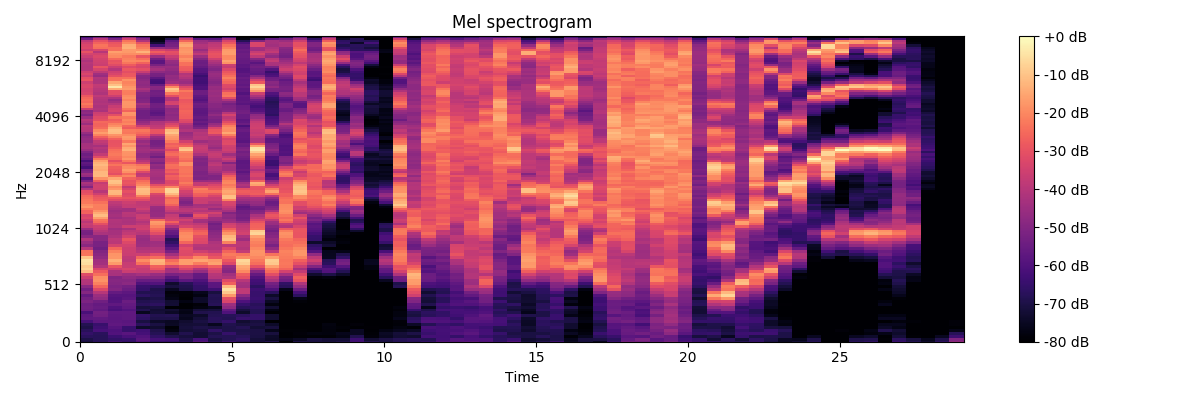 Mel spectrogram
Hz
8192
4096
2048
1024
512
0
0 5 10 15 20 25
Time
+0 dB
-10 dB
-20 dB
-30 dB
-40 dB
-50 dB
-60 dB
-70 dB
-80 dB